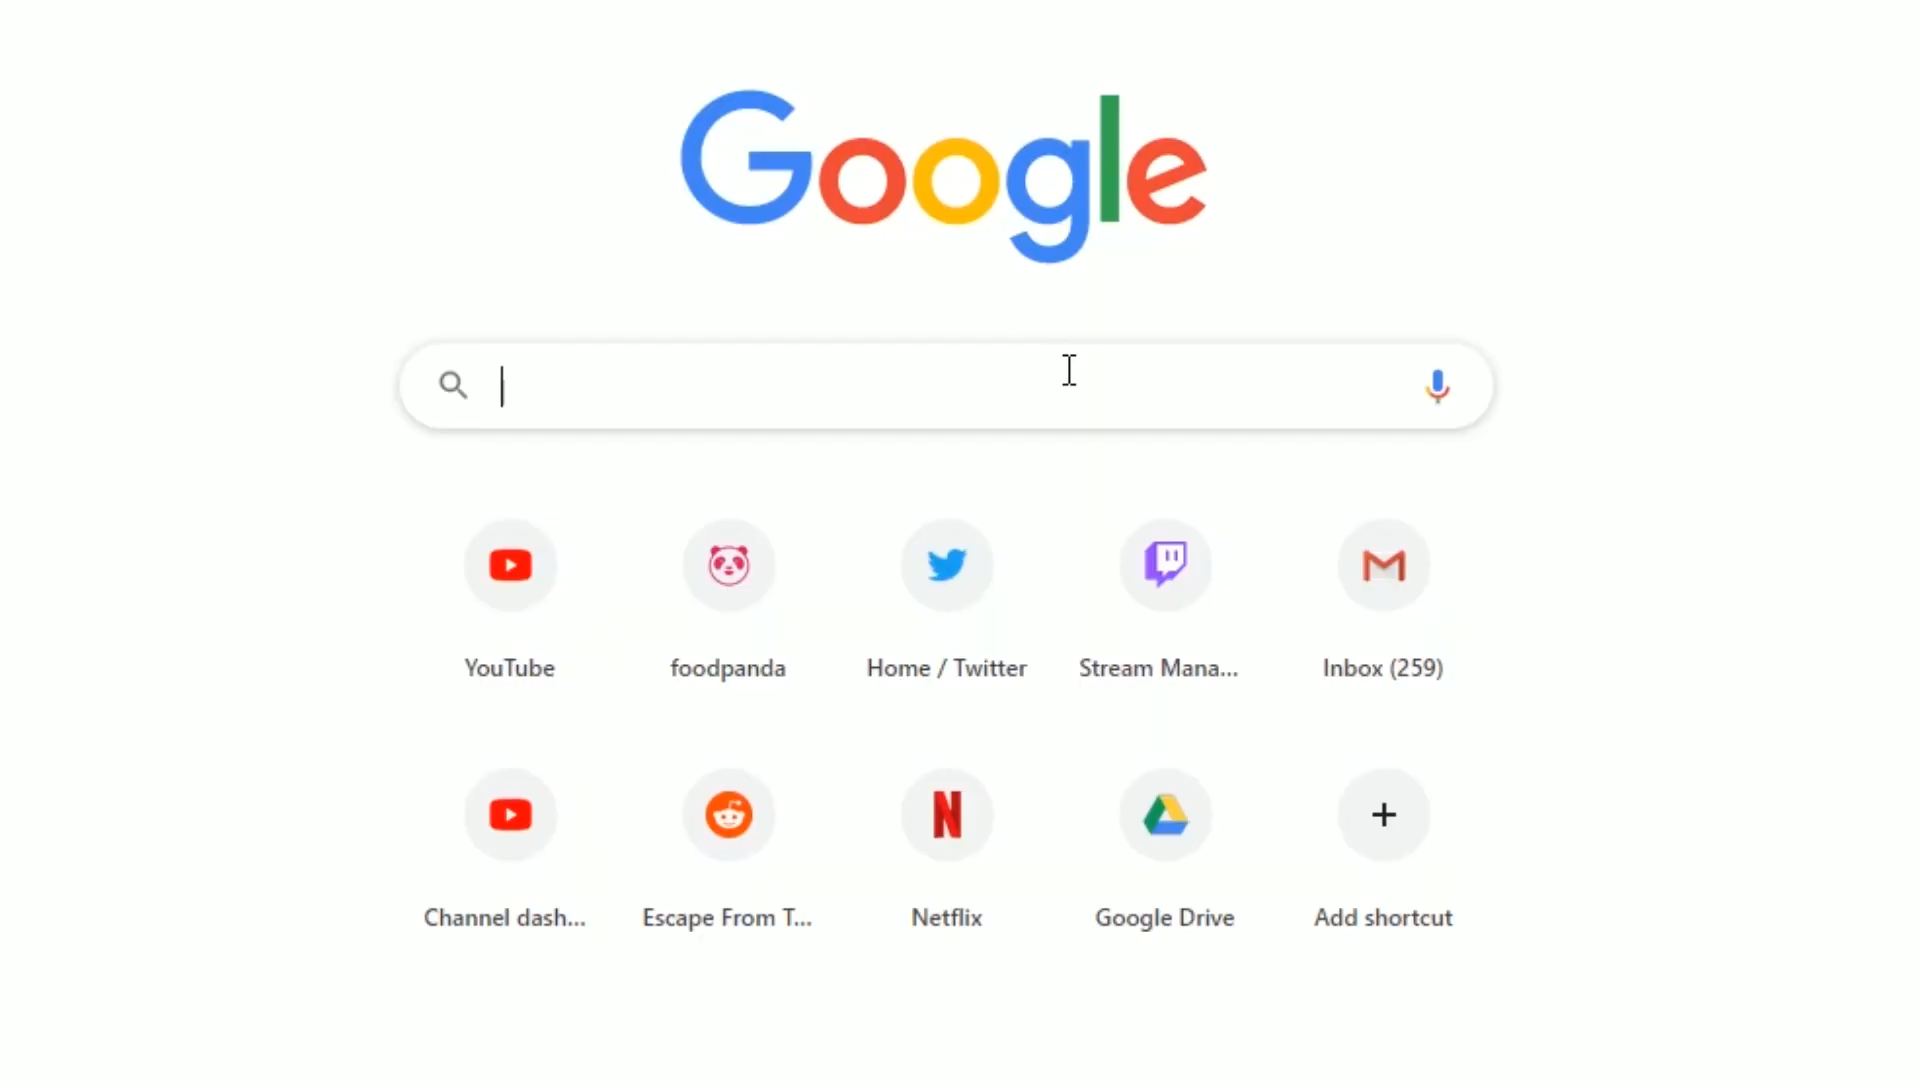 Google
YouTube
foodpanda
Home / Twitter
Stream Mana...
Inbox (259)
Channel dash...
Escape From T...
Netflix
Google Drive
Add shortcut